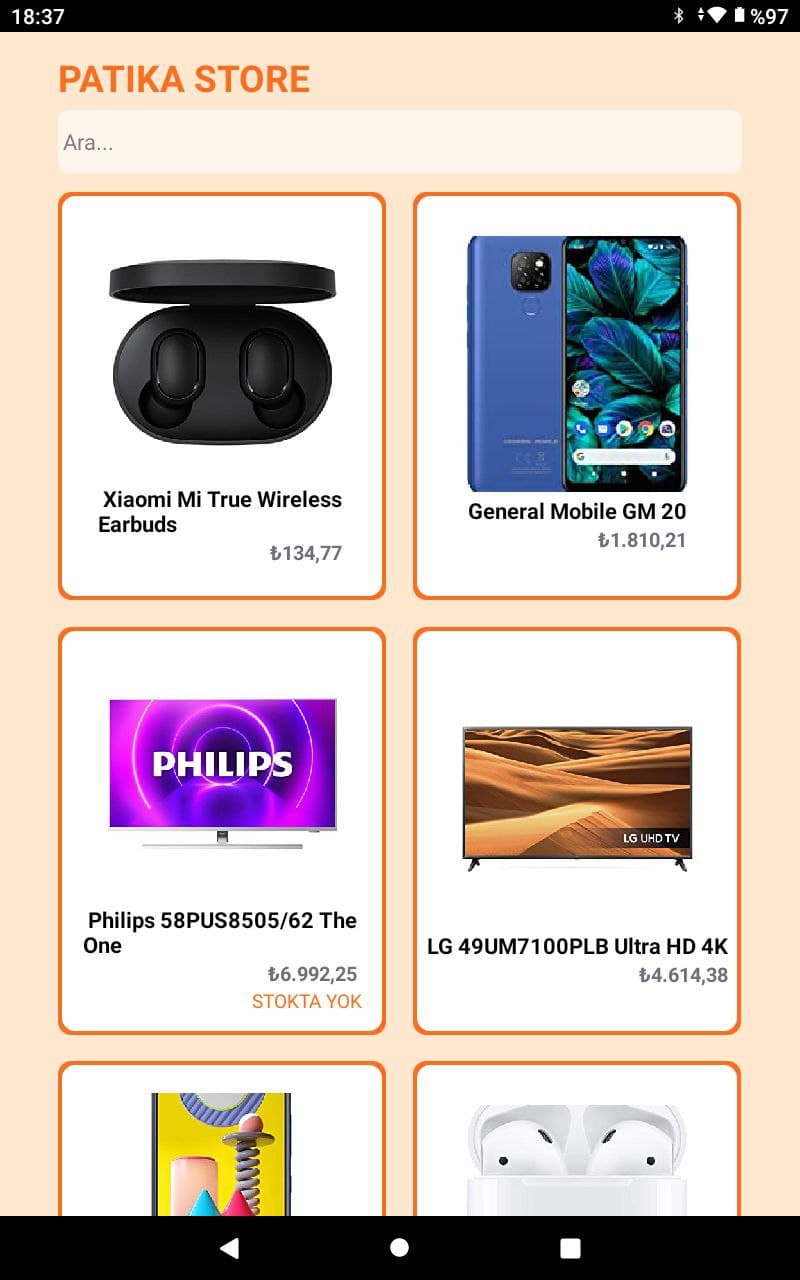 18:37
%97
PATIKA STORE
Ara...
Xiaomi Mi True Wireless
Earbuds
₺134,77
GENERAL MOBILE
General Mobile GM 20
₺1.810,21
PHILIPS
Philips 58PUS8505/62 The
One
₺6.992,25
STOKTA YOK
LG UHD TV
LG 49UM7100PLB Ultra HD 4K
₺4.614,38